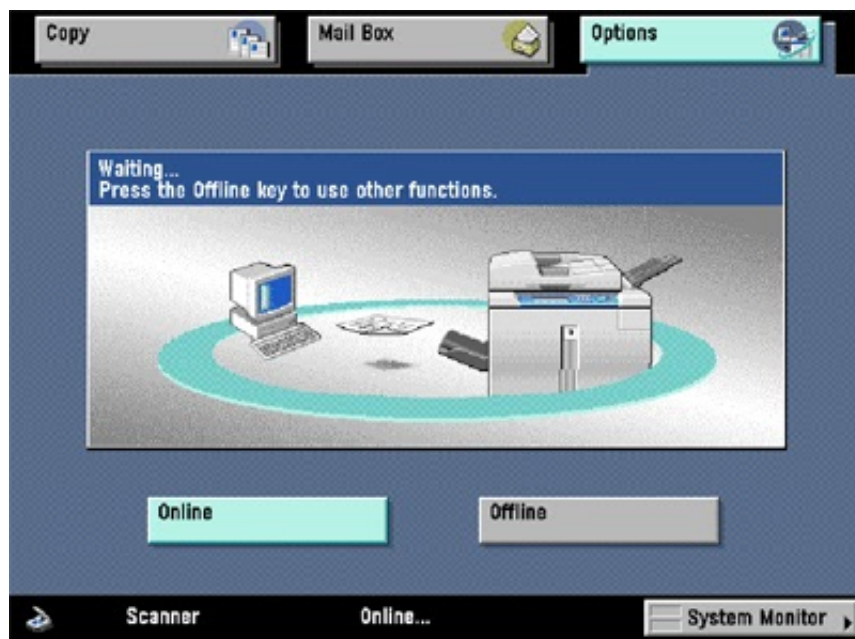 Copy
Mail Box
Options
Waiting...
Press the Offline key to use other functions.
Online
Offline
Scanner
Online...
System Monitor